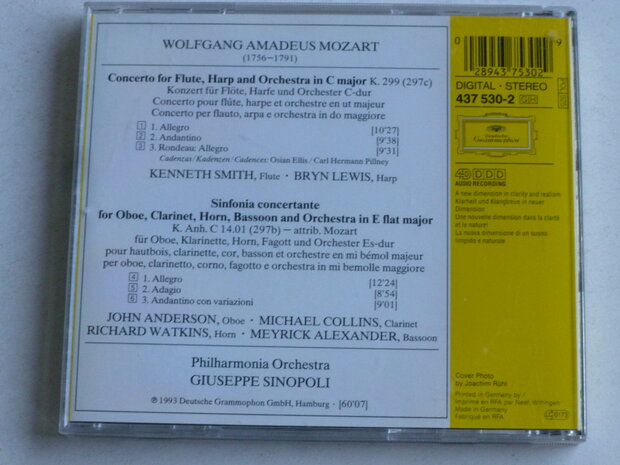 WOLFGANG AMADEUS MOZART
(1756–1791)
Concerto for Flute, Harp and Orchestra in C major K. 299 (297c)
Konzert für Flöte, Harfe und Orchester C-dur
Concerto pour flûte, harpe et orchestre en ut majeur
Concerto per flauto, arpa e orchestra in do maggiore
1 1. Allegro [10'27]
2 2. Andantino [9'38]
3 3. Rondeau: Allegro [9'31]
Cadenzas/Kadenzen/Cadences: Osian Ellis / Carl Hermann Pillney
KENNETH SMITH, Flute · BRYN LEWIS, Harp
Sinfonia concertante
for Oboe, Clarinet, Horn, Bassoon and Orchestra in E flat major
K. Anh. C 14.01 (297b) – attrib. Mozart
für Oboe, Klarinette, Horn, Fagott und Orchester Es-dur
pour hautbois, clarinette, cor, basson et orchestre en mi bémol majeur
per oboe, clarinetto, corno, fagotto e orchestra in mi bemolle maggiore
4 1. Allegro [12'24]
5 2. Adagio [8'54]
6 3. Andantino con variazioni [9'01]
JOHN ANDERSON, Oboe · MICHAEL COLLINS, Clarinet
RICHARD WATKINS, Horn · MEYRICK ALEXANDER, Bassoon
Philharmonia Orchestra
GIUSEPPE SINOPOLI
℗ 1993 Deutsche Grammophon GmbH, Hamburg · [60'07]
0 28943 75302 9
DIGITAL · STEREO
437 530-2 GH
Deutsche
Grammophon
4D DDD
AUDIO RECORDING
A new dimension in clarity and realism
Klarheit und Klangtreue in neuer
Dimension
Une nouvelle dimension dans la clarté
et le naturel
La nuova dimensione di un suono
limpido e naturale
Cover Photo
by Joachim Rühl
Printed in Germany by /
Imprimé en RFA par Neef, Wittingen
Made in Germany
Fabriqué en RFA
LC 0173